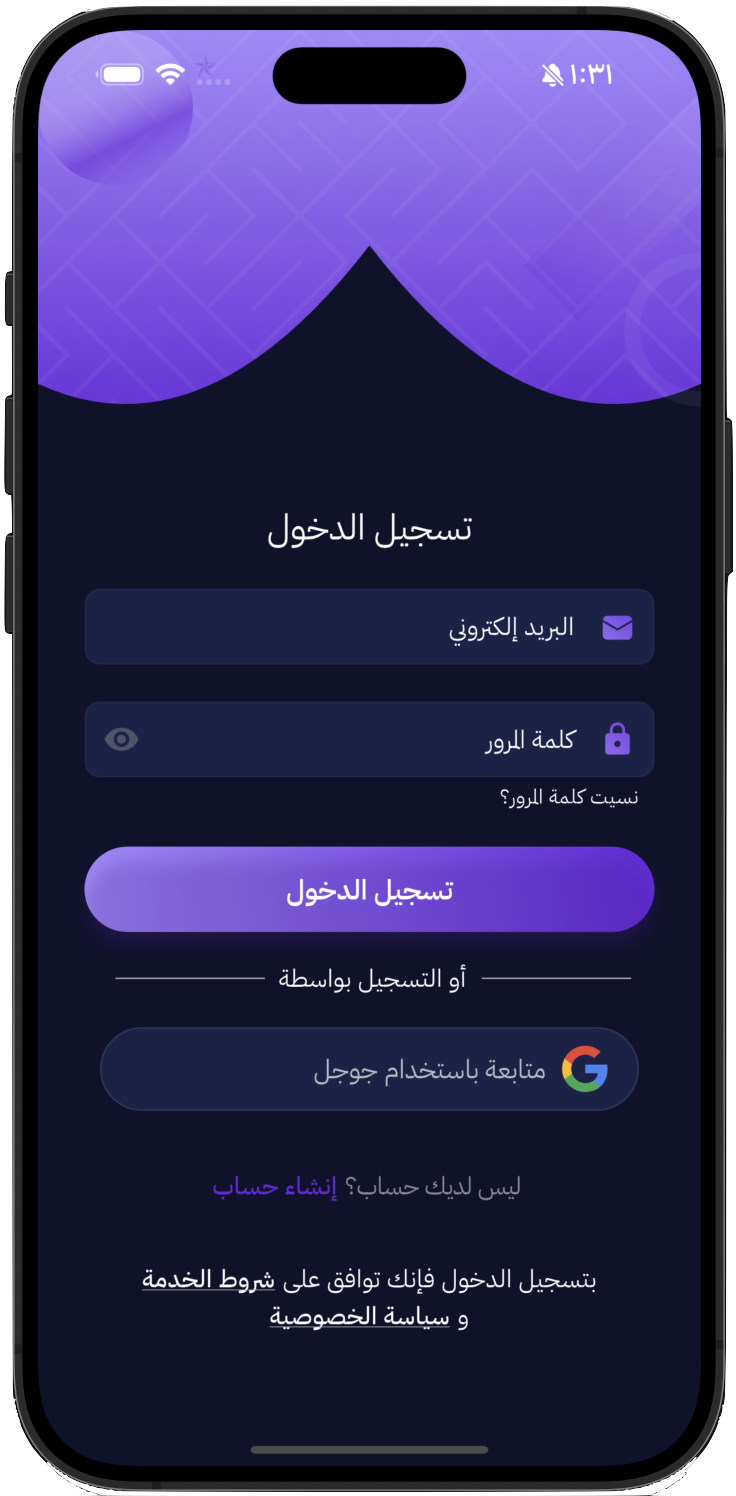 ١:٣١
تسجيل الدخول
البريد إلكتروني
كلمة المرور
نسيت كلمة المرور؟
تسجيل الدخول
أو التسجيل بواسطة
متابعة باستخدام جوجل
ليس لديك حساب؟ إنشاء حساب
بتسجيل الدخول فإنك توافق على شروط الخدمة
و سياسة الخصوصية